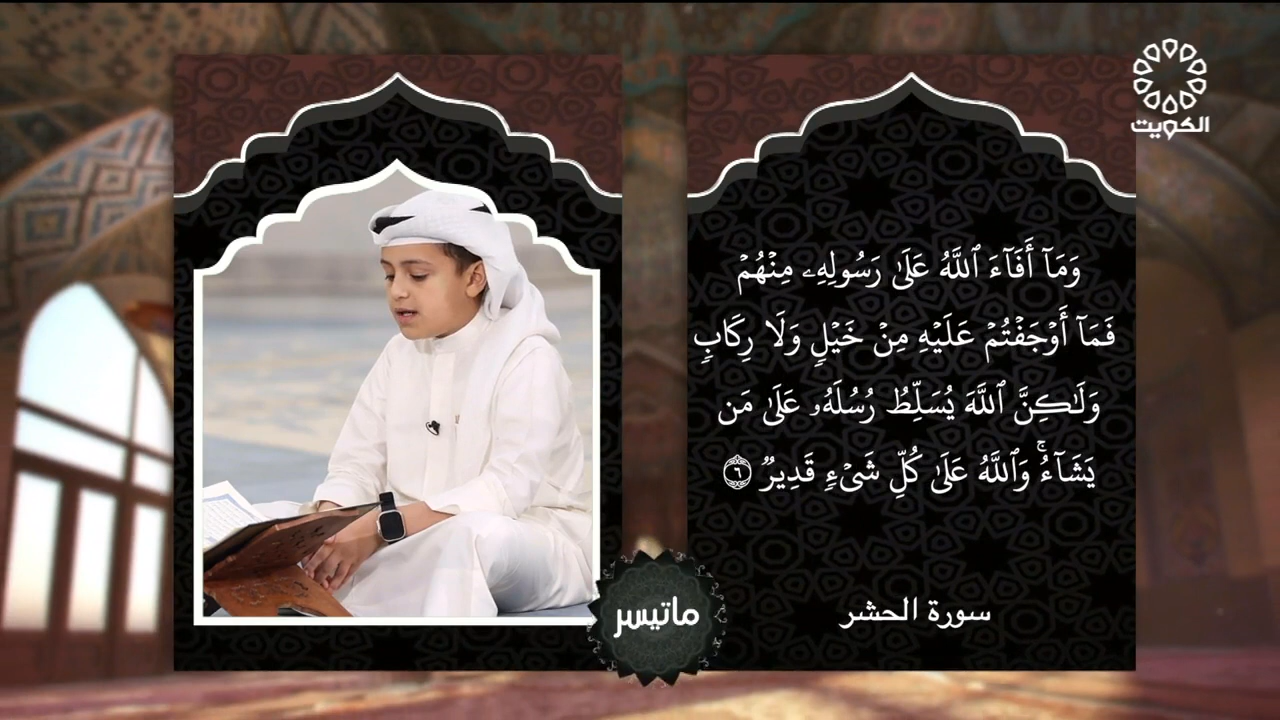 الكويت
وَمَآ أَفَآءَ ٱللَّهُ عَلَىٰ رَسُولِهِۦ مِنۡهُمۡ
فَمَآ أَوۡجَفۡتُمۡ عَلَيۡهِ مِنۡ خَيۡلٖ وَلَا رِكَابٖ
وَلَٰكِنَّ ٱللَّهَ يُسَلِّطُ رُسُلَهُۥ عَلَىٰ مَن
يَشَآءُۚ وَٱللَّهُ عَلَىٰ كُلِّ شَيۡءٖ قَدِيرٞ ٦
سورة الحشر
ماتيسر